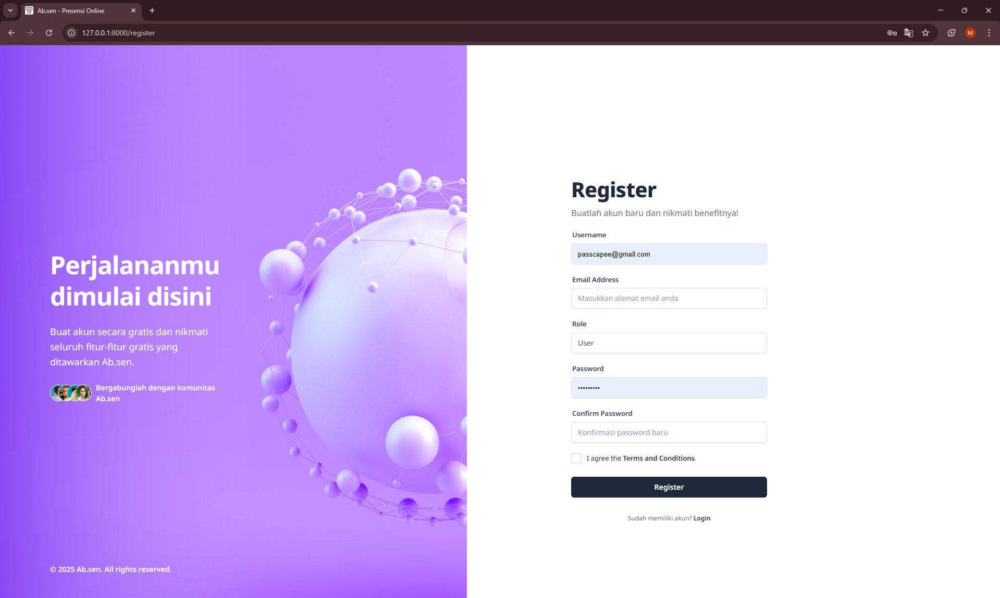 Ab.sen - Presensi Online
127.0.0.1:8000/register
M
Perjalananmu
dimulai disini
Buat akun secara gratis dan nikmati
seluruh fitur-fitur gratis yang
ditawarkan Ab.sen.
Bergabunglah dengan komunitas
Ab.sen
© 2025 Ab.sen. All rights reserved.
Register
Buatlah akun baru dan nikmati benefitnya!
Username
passcapee@gmail.com
Email Address
Masukkan alamat email anda
Role
User
Password
•••••••••
Confirm Password
Konfirmasi password baru
I agree the Terms and Conditions.
Register
Sudah memiliki akun? Login